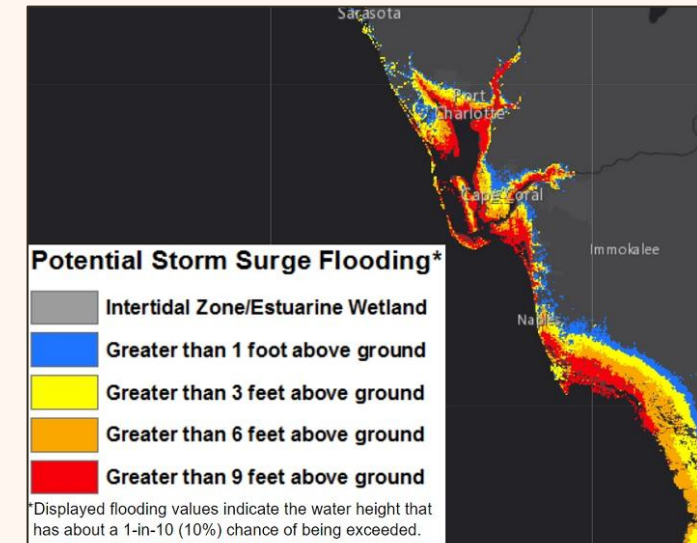 Sarasota
Port
Charlotte
Cape Coral
Immokalee
Naples
Potential Storm Surge Flooding*
Intertidal Zone/Estuarine Wetland
Greater than 1 foot above ground
Greater than 3 feet above ground
Greater than 6 feet above ground
Greater than 9 feet above ground
*Displayed flooding values indicate the water height that
has about a 1-in-10 (10%) chance of being exceeded.